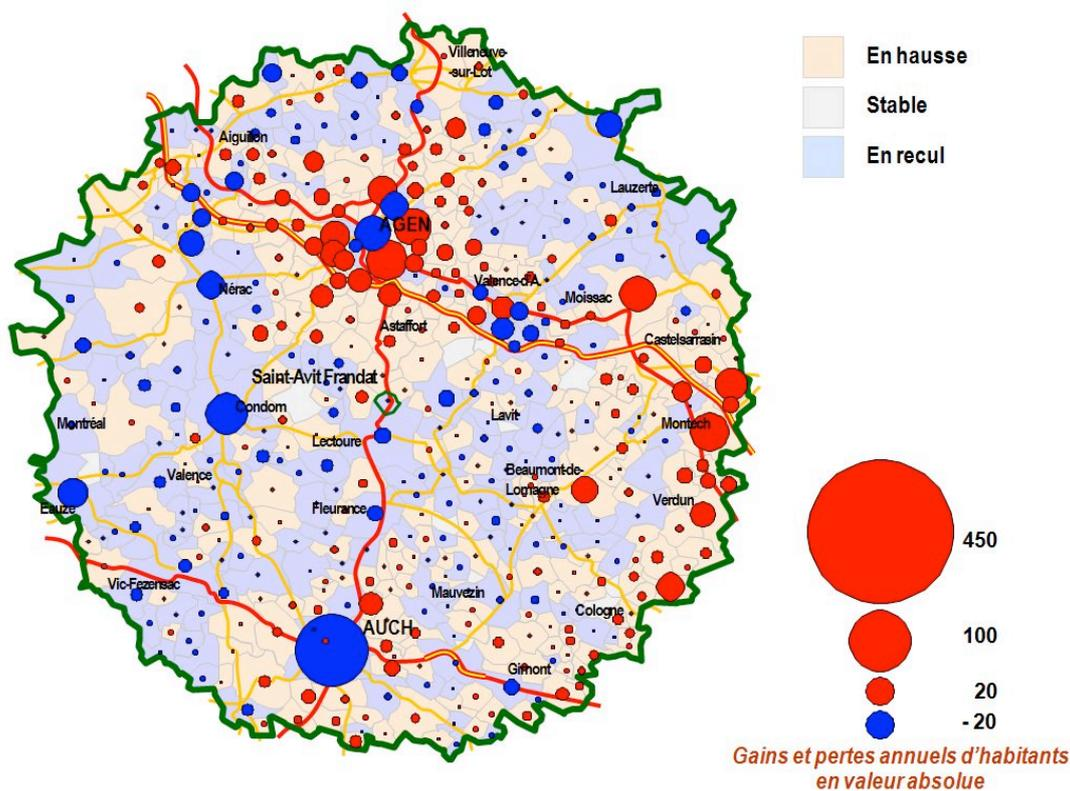 Villeneuve-
-sur-Lot
En hausse
Stable
Aiguillon
En recul
Lauzerte
AGEN
Valence-d'A.
Nérac
Moissac
Astaffort
Castelsarrasin
Saint-Avit Frandat
Condom
Lavit
Montréal
Montech
Lectoure
Valence
Beaumont-de-
Lomagne
Verdun
Eauze
Fleurance
450
Vic-Fezensac
Mauvezin
Cologne
AUCH
100
Gimont
20
- 20
Gains et pertes annuels d'habitants
en valeur absolue